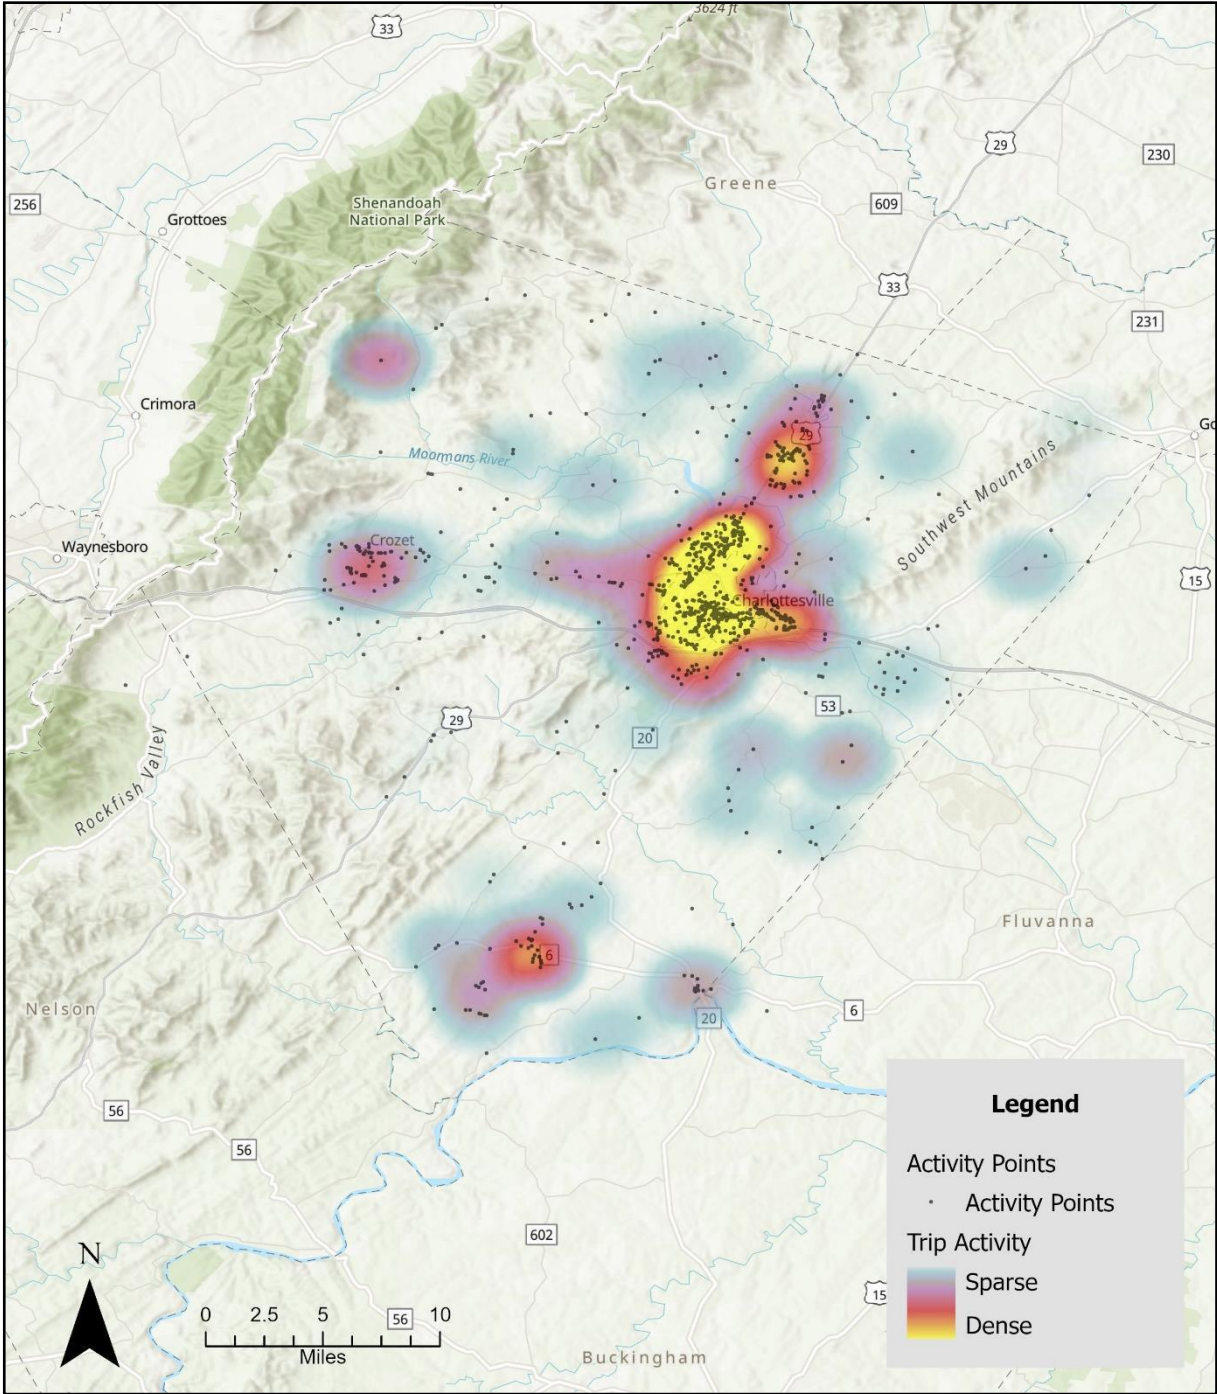 3624 ft
33
29
230
Greene
256
Shenandoah
National Park
609
Grottoes
33
231
Crimora
29
Go
Moormans River
Southwest Mountains
Crozet
Waynesboro
15
Charlottesville
53
29
20
Rockfish Valley
Fluvanna
6
Nelson
6
20
56
56
602
15
56
Buckingham
N
0 2.5 5 10
Miles
Legend
Activity Points
Activity Points
Trip Activity
Sparse
Dense